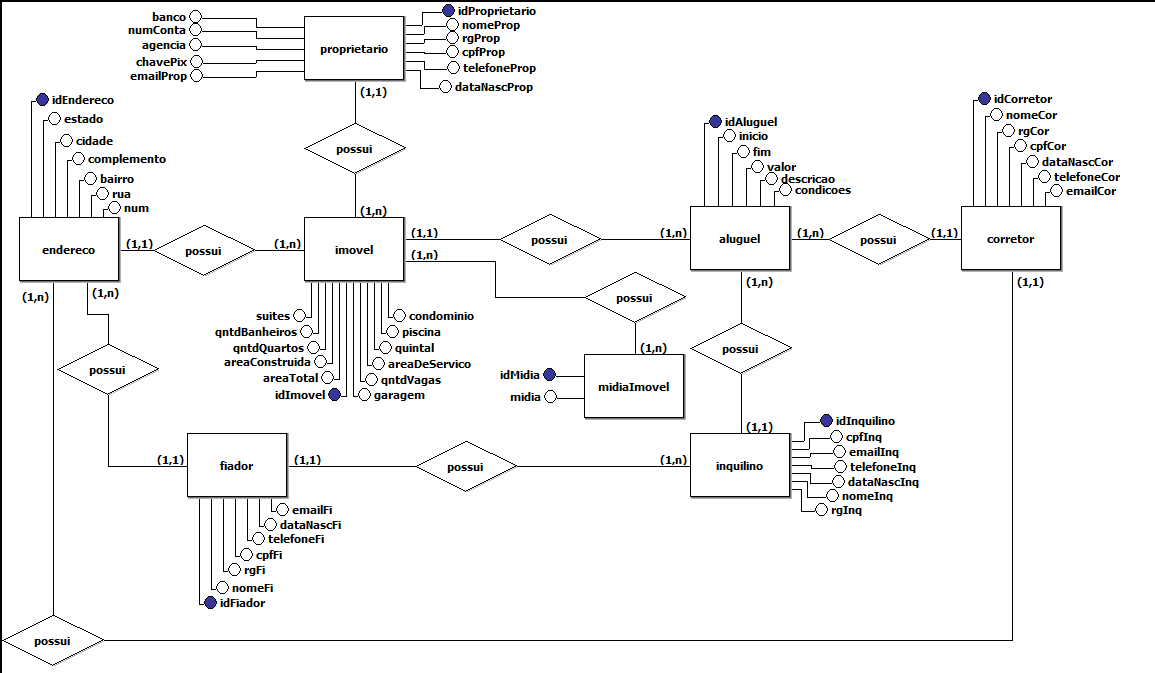 banco
numConta
agencia
chavePix
emailProp
proprietario
idProprietario
nomeProp
rgProp
cpfProp
telefoneProp
dataNascProp
(1,1)
possui
(1,n)
idEndereco
estado
cidade
complemento
bairro
rua
num
endereco
(1,1)
possui
(1,n)
imovel
(1,1)
possui
(1,n)
idAluguel
inicio
fim
valor
descricao
condicoes
aluguel
(1,n)
possui
(1,1)
idCorretor
nomeCor
rgCor
cpfCor
dataNascCor
telefoneCor
emailCor
corretor
(1,1)
(1,n)
possui
(1,n)
idMidia
midia
midiaImovel
suites
qntdBanheiros
qntdQuartos
areaConstruida
areaTotal
idImovel
condominio
piscina
quintal
areaDeServico
qntdVagas
garagem
(1,n)
possui
(1,1)
(1,n)
(1,n)
possui
(1,1)
fiador
(1,1)
possui
(1,n)
inquilino
idInquilino
cpfInq
emailInq
telefoneInq
dataNascInq
nomeInq
rgInq
emailFi
dataNascFi
telefoneFi
cpfFi
rgFi
nomeFi
idFiador
possui